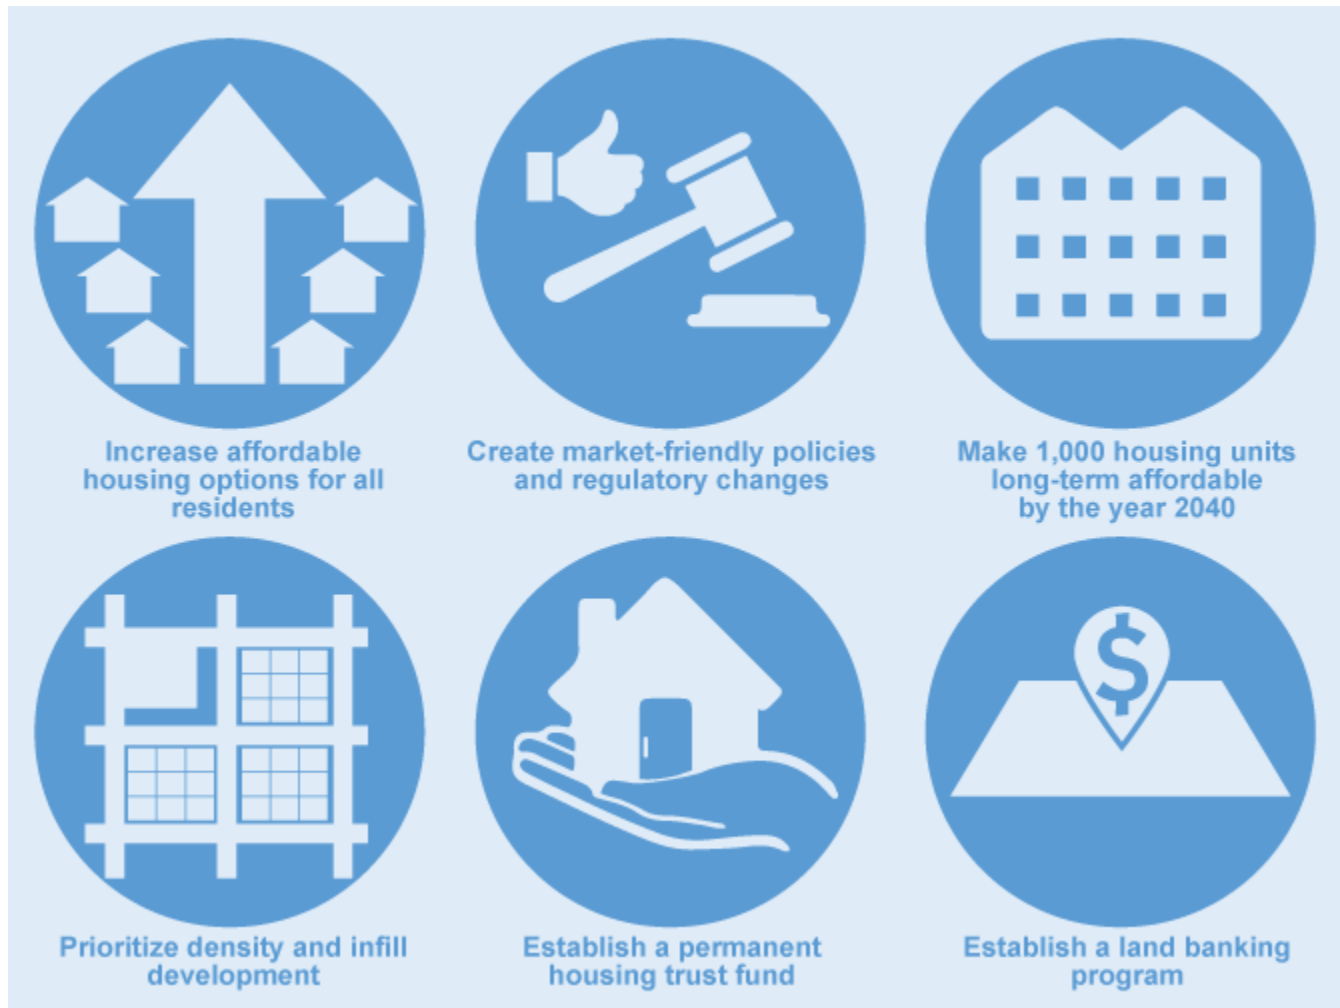 Increase affordable
housing options for all
residents
Create market-friendly policies
and regulatory changes
Make 1,000 housing units
long-term affordable
by the year 2040
$
Prioritize density and infill
development
Establish a permanent
housing trust fund
Establish a land banking
program